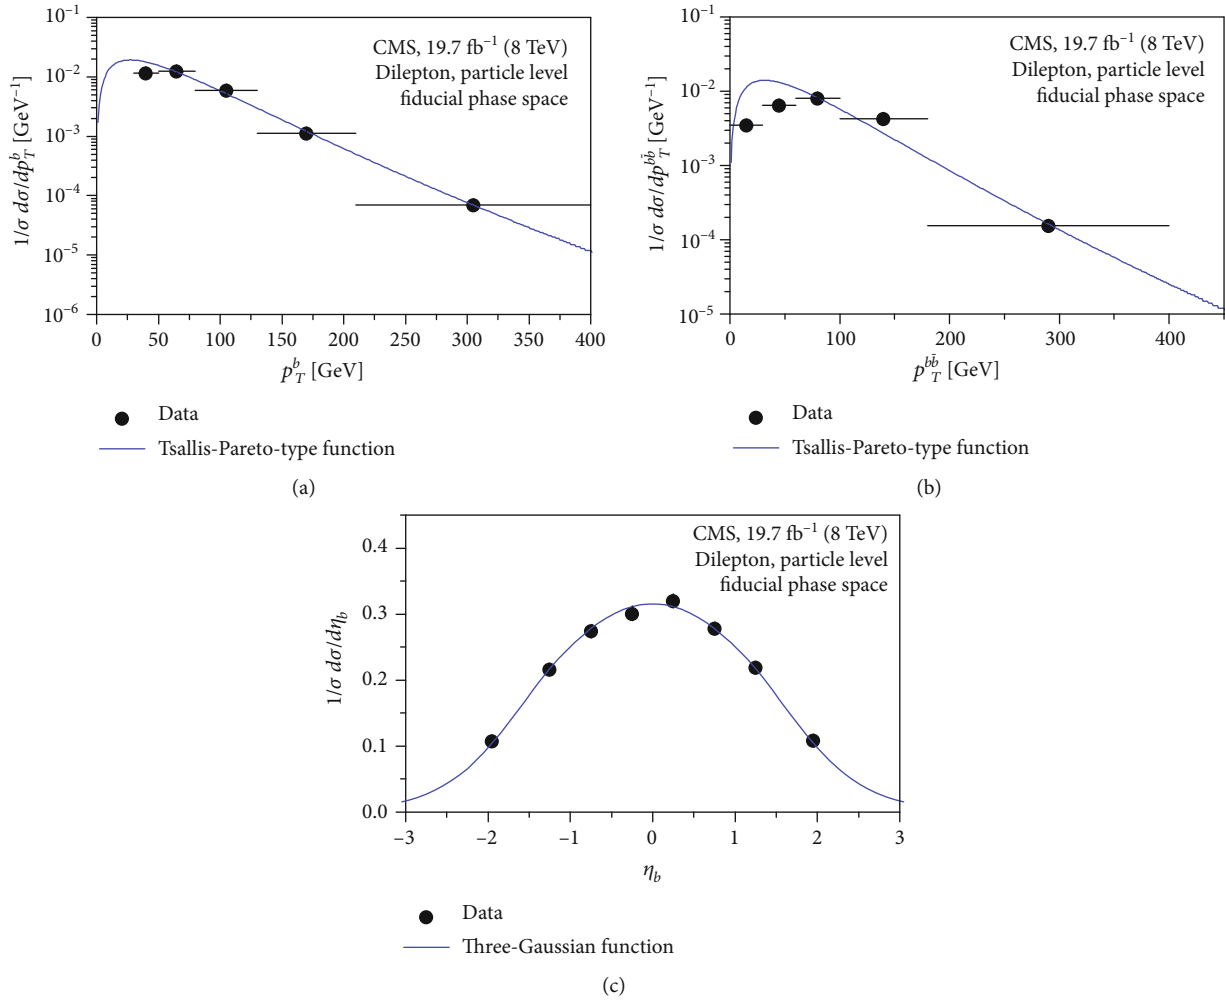 10⁻¹
10⁻²
10⁻³
10⁻⁴
10⁻⁵
10⁻⁶
1/σ dσ/dp_T^b [GeV⁻¹]
CMS, 19.7 fb⁻¹ (8 TeV)
Dilepton, particle level
fiducial phase space
0 50 100 150 200 250 300 350 400
p_T^b [GeV]
Data
Tsallis-Pareto-type function
(a)
10⁻¹
10⁻²
10⁻³
10⁻⁴
10⁻⁵
1/σ dσ/dp_T^{bb̄} [GeV⁻¹]
CMS, 19.7 fb⁻¹ (8 TeV)
Dilepton, particle level
fiducial phase space
0 100 200 300 400
p_T^{bb̄} [GeV]
Data
Tsallis-Pareto-type function
(b)
0.4
0.3
0.2
0.1
0.0
1/σ dσ/dη_b
CMS, 19.7 fb⁻¹ (8 TeV)
Dilepton, particle level
fiducial phase space
–3 –2 –1 0 1 2 3
η_b
Data
Three-Gaussian function
(c)